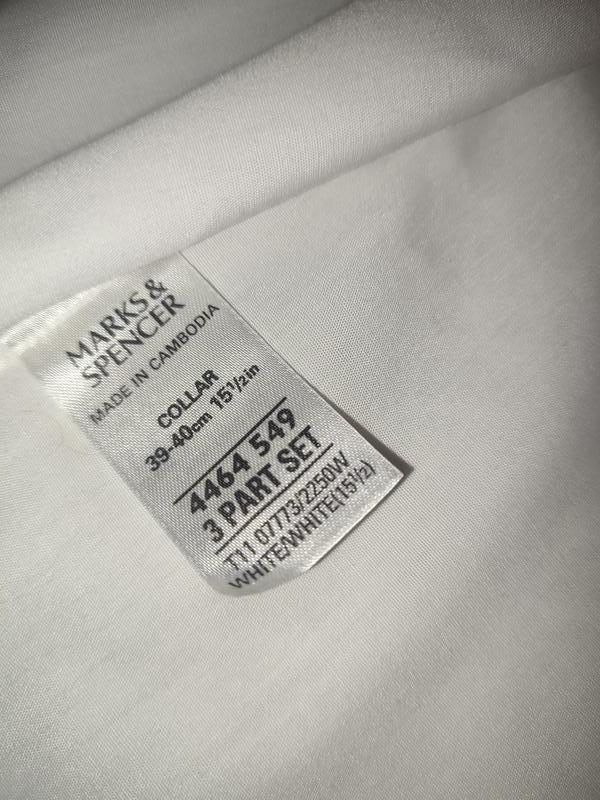 MARKS &
SPENCER
MADE IN CAMBODIA
COLLAR
39-40cm 15½in
4464 549
3 PART SET
T11 07773/2250W
WHITE/WHITE(15½)